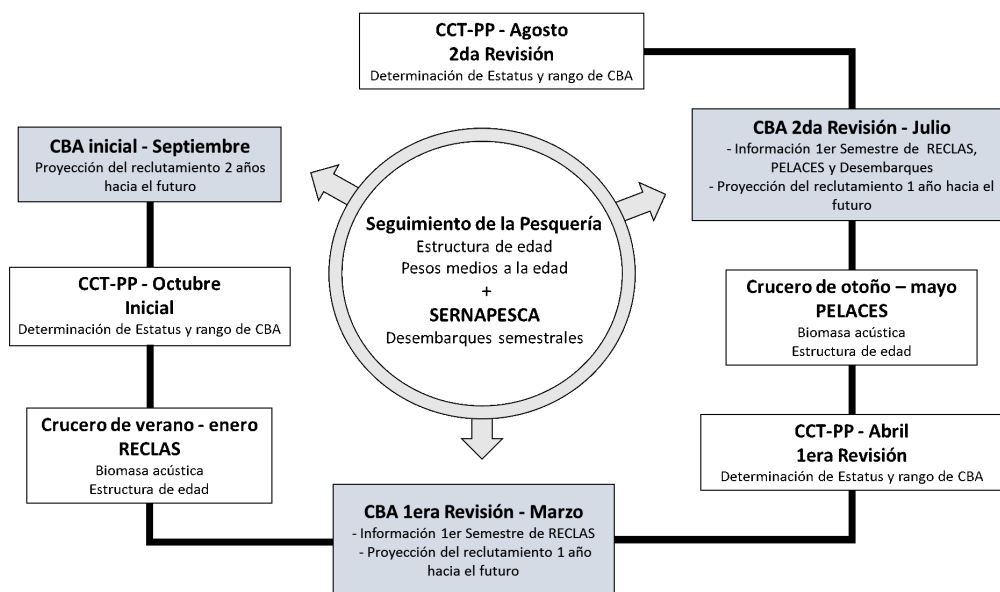 CCT-PP - Agosto
2da Revisión
Determinación de Estatus y rango de CBA
CBA inicial - Septiembre
Proyección del reclutamiento 2 años
hacia el futuro
CBA 2da Revisión - Julio
- Información 1er Semestre de RECLAS,
PELACES y Desembarques
- Proyección del reclutamiento 1 año hacia el
futuro
Seguimiento de la Pesquería
Estructura de edad
Pesos medios a la edad
+
SERNAPESCA
Desembarques semestrales
CCT-PP - Octubre
Inicial
Determinación de Estatus y rango de CBA
Crucero de otoño – mayo
PELACES
Biomasa acústica
Estructura de edad
Crucero de verano - enero
RECLAS
Biomasa acústica
Estructura de edad
CCT-PP - Abril
1era Revisión
Determinación de Estatus y rango de CBA
CBA 1era Revisión - Marzo
- Información 1er Semestre de RECLAS
- Proyección del reclutamiento 1 año
hacia el futuro